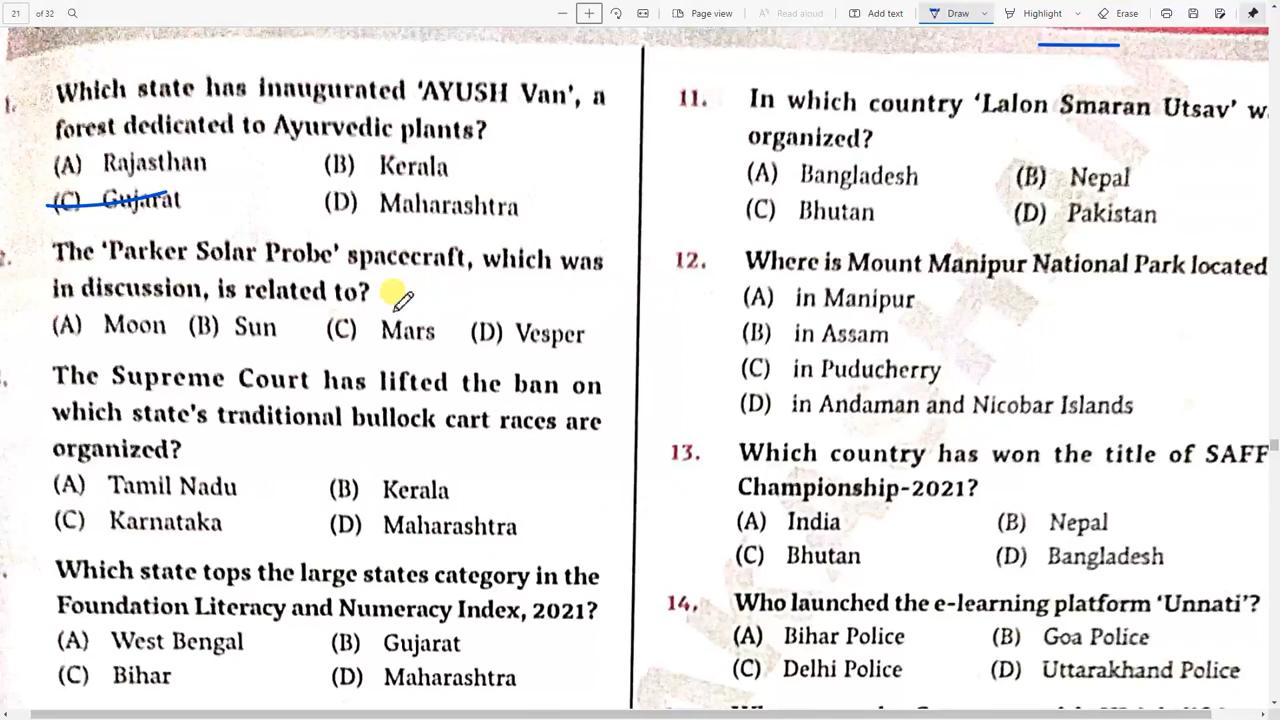 21 of 32 Page view Read aloud Add text Draw Highlight Erase
1. Which state has inaugurated 'AYUSH Van', a
forest dedicated to Ayurvedic plants?
(A) Rajasthan (B) Kerala
(C) Gujarat (D) Maharashtra
The 'Parker Solar Probe' spacecraft, which was
in discussion, is related to?
(A) Moon (B) Sun (C) Mars (D) Vesper
The Supreme Court has lifted the ban on
which state's traditional bullock cart races are
organized?
(A) Tamil Nadu (B) Kerala
(C) Karnataka (D) Maharashtra
Which state tops the large states category in the
Foundation Literacy and Numeracy Index, 2021?
(A) West Bengal (B) Gujarat
(C) Bihar (D) Maharashtra
11. In which country 'Lalon Smaran Utsav' w
organized?
(A) Bangladesh (B) Nepal
(C) Bhutan (D) Pakistan
12. Where is Mount Manipur National Park located
(A) in Manipur
(B) in Assam
(C) in Puducherry
(D) in Andaman and Nicobar Islands
13. Which country has won the title of SAFF
Championship-2021?
(A) India (B) Nepal
(C) Bhutan (D) Bangladesh
14. Who launched the e-learning platform 'Unnati'?
(A) Bihar Police (B) Goa Police
(C) Delhi Police (D) Uttarakhand Police